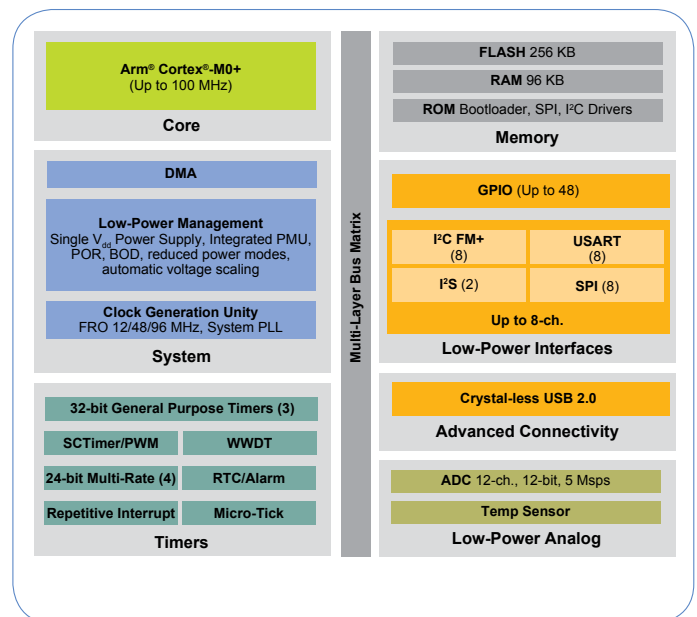 Arm® Cortex®-M0+
(Up to 100 MHz)
Core
DMA
Low-Power Management
Single Vdd Power Supply, Integrated PMU,
POR, BOD, reduced power modes,
automatic voltage scaling
Clock Generation Unity
FRO 12/48/96 MHz, System PLL
System
32-bit General Purpose Timers (3)
SCTimer/PWM
WWDT
24-bit Multi-Rate (4)
RTC/Alarm
Repetitive Interrupt
Micro-Tick
Timers
Multi-Layer Bus Matrix
FLASH 256 KB
RAM 96 KB
ROM Bootloader, SPI, I²C Drivers
Memory
GPIO (Up to 48)
I²C FM+
(8)
USART
(8)
I²S (2)
SPI (8)
Up to 8-ch.
Low-Power Interfaces
Crystal-less USB 2.0
Advanced Connectivity
ADC 12-ch., 12-bit, 5 Msps
Temp Sensor
Low-Power Analog